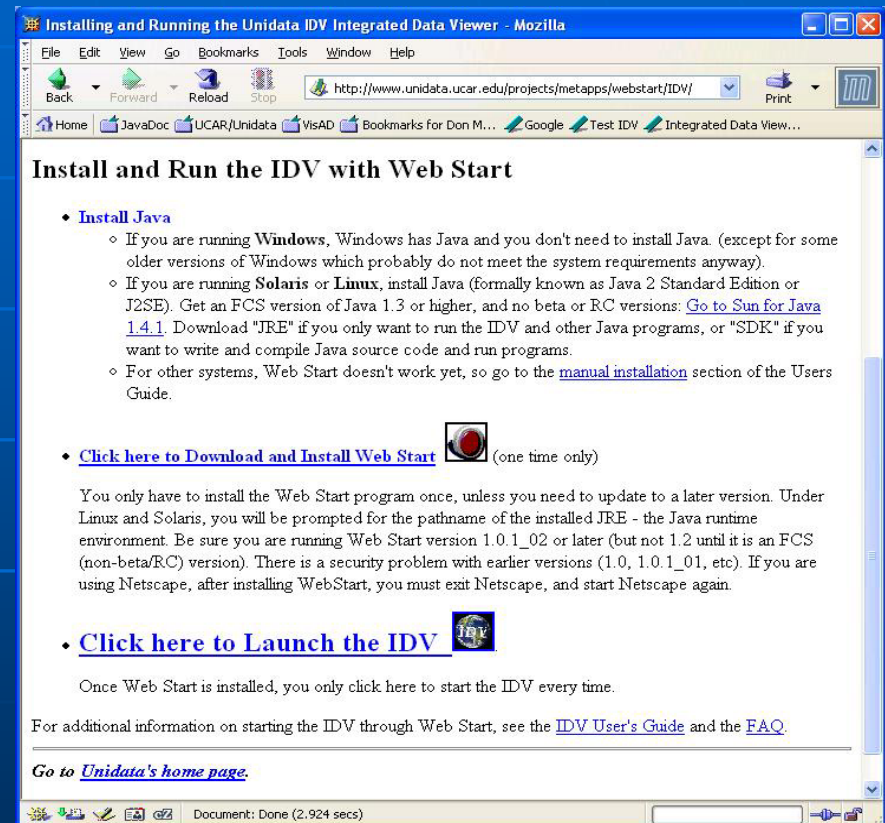 Installing and Running the Unidata IDV Integrated Data Viewer - Mozilla
File Edit View Go Bookmarks Tools Window Help
Back Forward Reload Stop http://www.unidata.ucar.edu/projects/metapps/webstart/IDV/ Print
Home JavaDoc UCAR/Unidata VisAD Bookmarks for Don M... Google Test IDV Integrated Data View...
Install and Run the IDV with Web Start
Install Java
If you are running Windows, Windows has Java and you don't need to install Java. (except for some
older versions of Windows which probably do not meet the system requirements anyway).
If you are running Solaris or Linux, install Java (formally known as Java 2 Standard Edition or
J2SE). Get an FCS version of Java 1.3 or higher, and no beta or RC versions: Go to Sun for Java
1.4.1. Download "JRE" if you only want to run the IDV and other Java programs, or "SDK" if you
want to write and compile Java source code and run programs.
For other systems, Web Start doesn't work yet, so go to the manual installation section of the Users
Guide.
Click here to Download and Install Web Start (one time only)
You only have to install the Web Start program once, unless you need to update to a later version. Under
Linux and Solaris, you will be prompted for the pathname of the installed JRE - the Java runtime
environment. Be sure you are running Web Start version 1.0.1_02 or later (but not 1.2 until it is an FCS
(non-beta/RC) version). There is a security problem with earlier versions (1.0, 1.0.1_01, etc). If you are
using Netscape, after installing WebStart, you must exit Netscape, and start Netscape again.
Click here to Launch the IDV IDV
Once Web Start is installed, you only click here to start the IDV every time.
For additional information on starting the IDV through Web Start, see the IDV User's Guide and the FAQ.
Go to Unidata's home page.
Document: Done (2.924 secs)